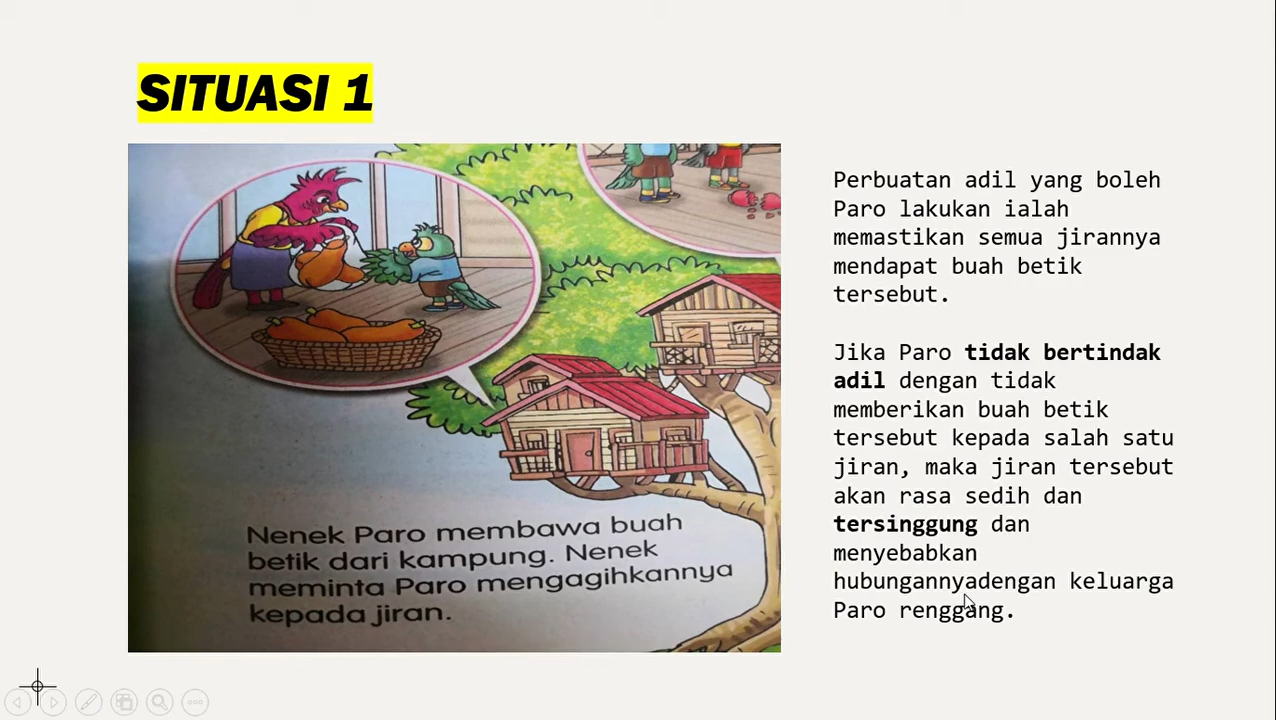 SITUASI 1
Nenek Paro membawa buah
betik dari kampung. Nenek
meminta Paro mengagihkannya
kepada jiran.
Perbuatan adil yang boleh
Paro lakukan ialah
memastikan semua jirannya
mendapat buah betik
tersebut.
Jika Paro tidak bertindak
adil dengan tidak
memberikan buah betik
tersebut kepada salah satu
jiran, maka jiran tersebut
akan rasa sedih dan
tersinggung dan
menyebabkan
hubungannyadengan keluarga
Paro renggang.